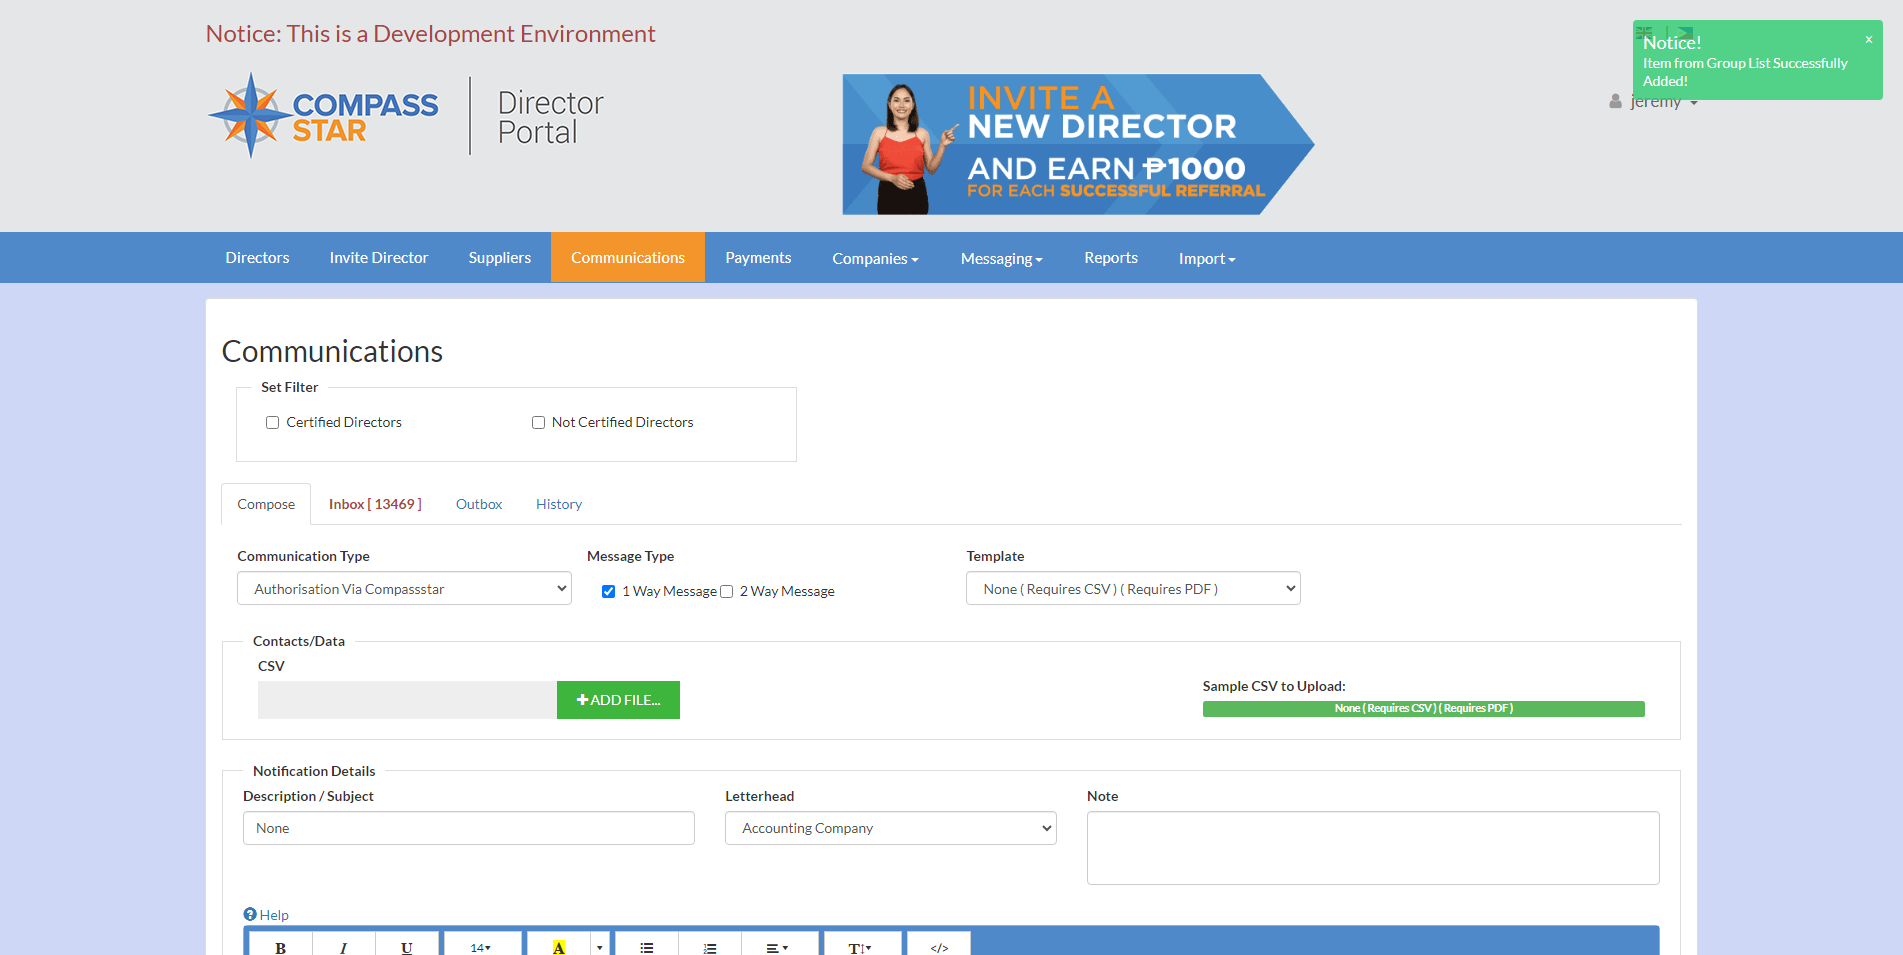 Notice: This is a Development Environment
Notice!
×
Item from Group List Successfully
Added!
COMPASS
STAR
Director
Portal
INVITE A
NEW DIRECTOR
AND EARN ₱1000
FOR EACH SUCCESSFUL REFERRAL
jeremy
Directors Invite Director Suppliers Communications Payments Companies Messaging Reports Import
Communications
Set Filter
Certified Directors Not Certified Directors
Compose Inbox [ 13469 ] Outbox History
Communication Type Message Type Template
Authorisation Via Compassstar 1 Way Message 2 Way Message None ( Requires CSV ) ( Requires PDF )
Contacts/Data
CSV
ADD FILE...
Sample CSV to Upload:
None ( Requires CSV ) ( Requires PDF )
Notification Details
Description / Subject Letterhead Note
None Accounting Company
Help
B I U 14 A T </>